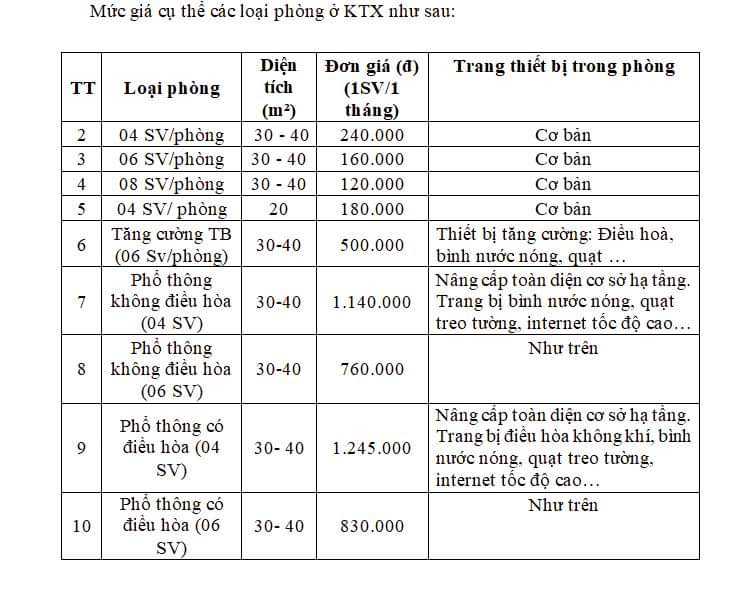 Mức giá cụ thể các loại phòng ở KTX như sau:
TT | Loại phòng | Diện tích (m²) | Đơn giá (đ) (1SV/1 tháng) | Trang thiết bị trong phòng
2 | 04 SV/phòng | 30 - 40 | 240.000 | Cơ bản
3 | 06 SV/phòng | 30 - 40 | 160.000 | Cơ bản
4 | 08 SV/phòng | 30 - 40 | 120.000 | Cơ bản
5 | 04 SV/ phòng | 20 | 180.000 | Cơ bản
6 | Tăng cường TB (06 Sv/phòng) | 30-40 | 500.000 | Thiết bị tăng cường: Điều hoà, bình nước nóng, quạt …
7 | Phổ thông không điều hòa (04 SV) | 30-40 | 1.140.000 | Nâng cấp toàn diện cơ sở hạ tầng. Trang bị bình nước nóng, quạt treo tường, internet tốc độ cao…
8 | Phổ thông không điều hòa (06 SV) | 30-40 | 760.000 | Như trên
9 | Phổ thông có điều hòa (04 SV) | 30- 40 | 1.245.000 | Nâng cấp toàn diện cơ sở hạ tầng. Trang bị điều hòa không khí, bình nước nóng, quạt treo tường, internet tốc độ cao…
10 | Phổ thông có điều hòa (06 SV) | 30- 40 | 830.000 | Như trên